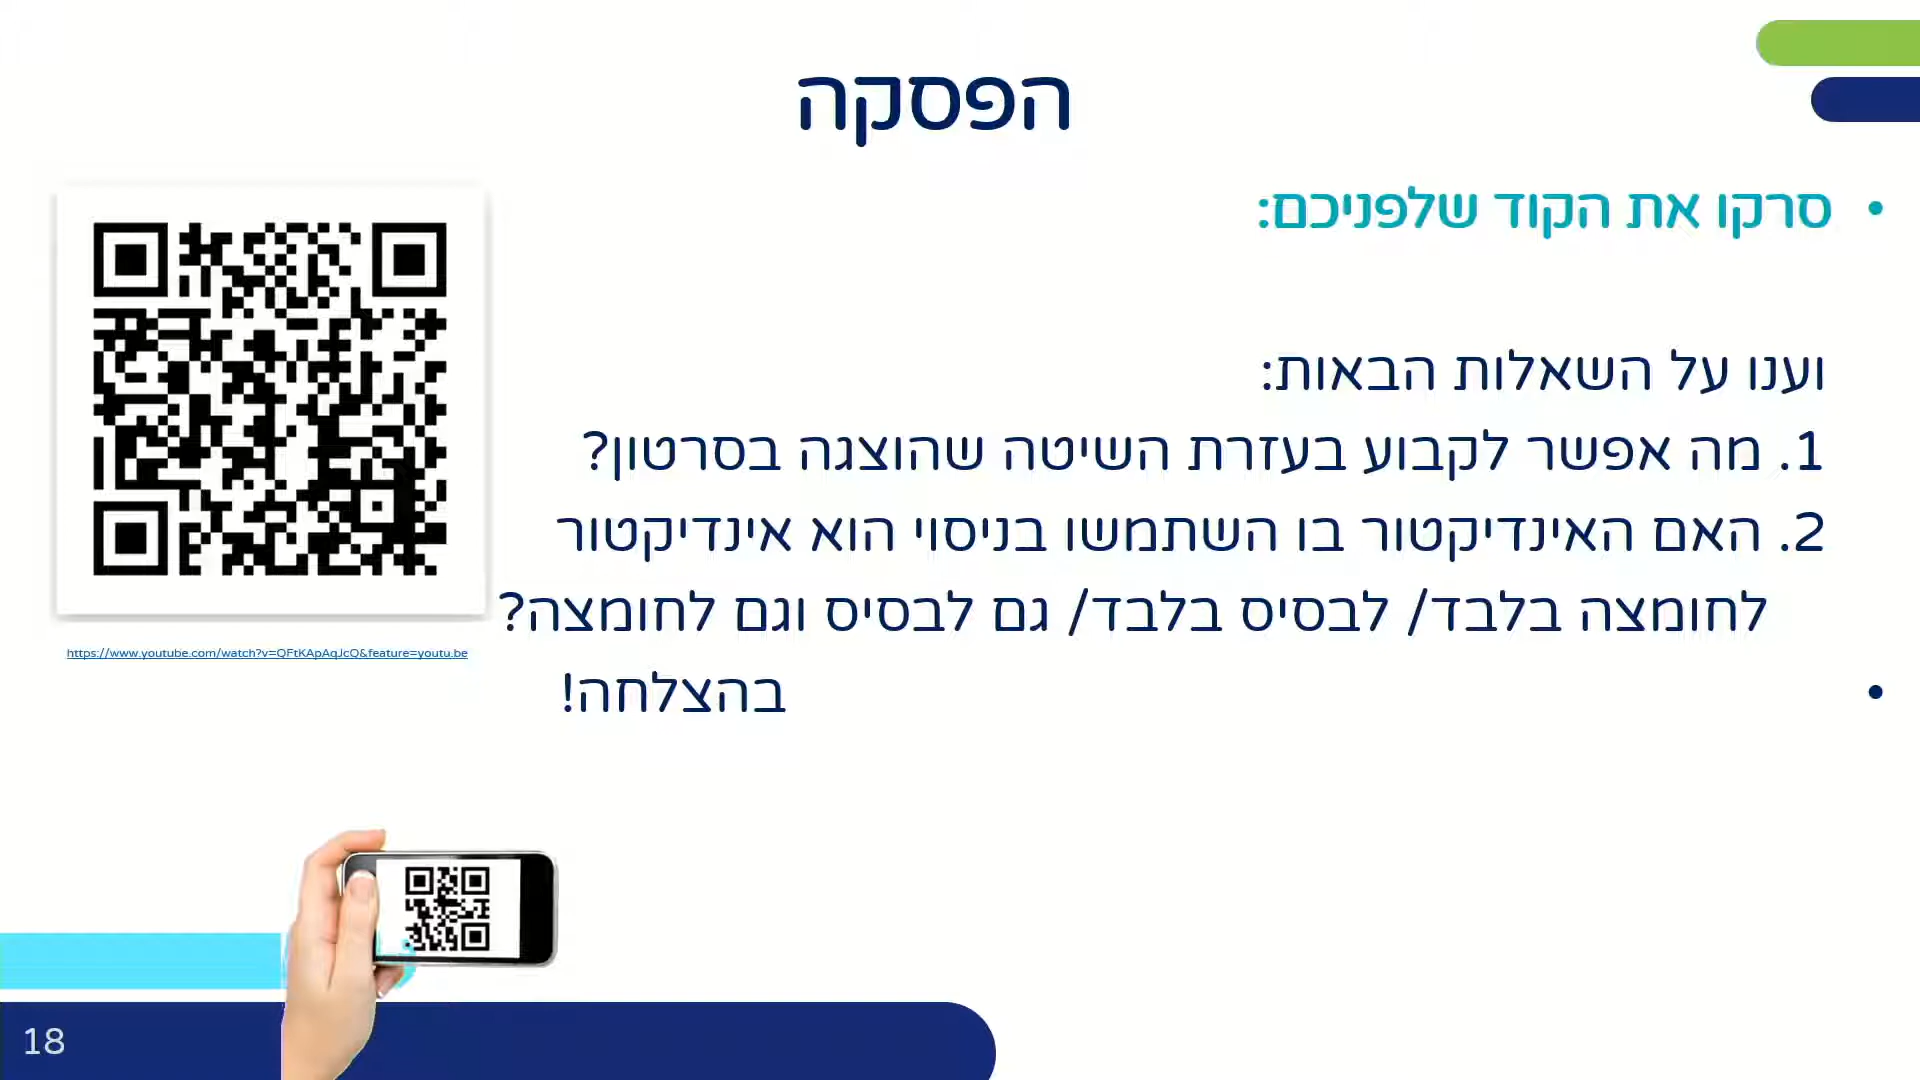 הפסקה
• סרקו את הקוד שלפניכם:
וענו על השאלות הבאות:
1. מה אפשר לקבוע בעזרת השיטה שהוצגה בסרטון?
2. האם האינדיקטור בו השתמשו בניסוי הוא אינדיקטור
לחומצה בלבד/ לבסיס בלבד/ גם לבסיס וגם לחומצה?
• בהצלחה!
https://www.youtube.com/watch?v=QFtKApAqJcQ&feature=youtu.be
18